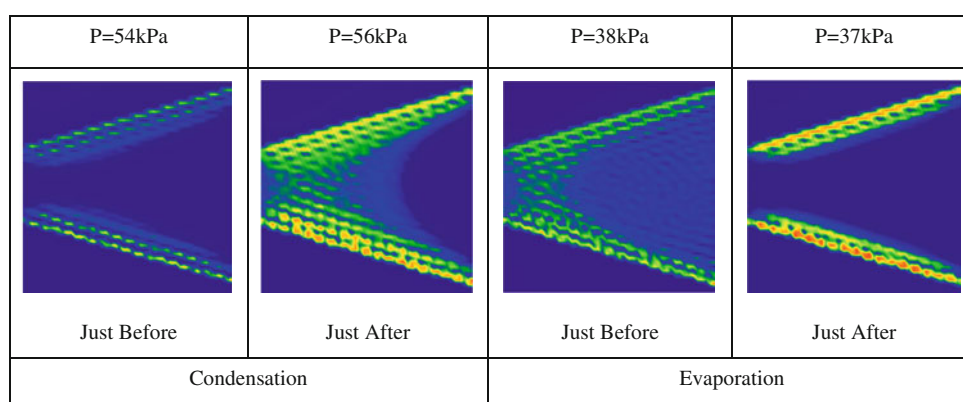 P=54kPa P=56kPa P=38kPa P=37kPa
Just Before Just After Just Before Just After
Condensation Evaporation